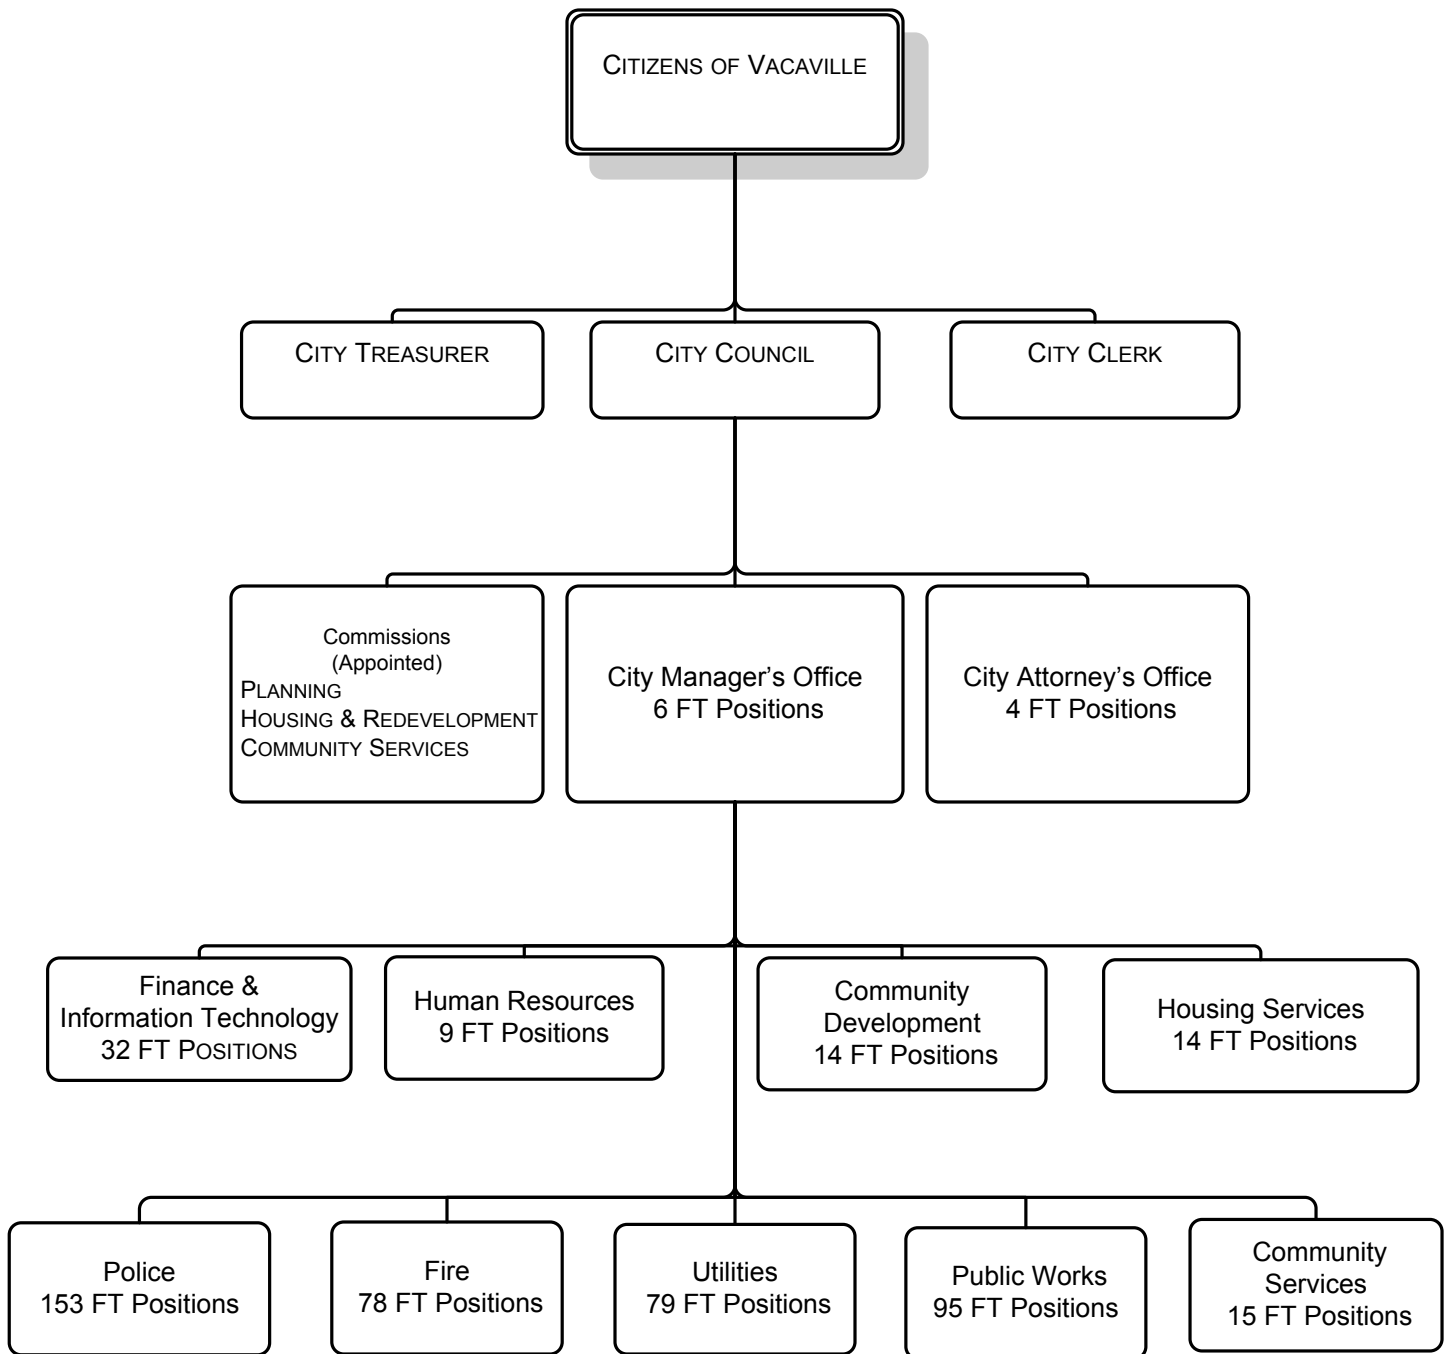 CITIZENS OF VACAVILLE
CITY TREASURER
CITY COUNCIL
CITY CLERK
Commissions
(Appointed)
PLANNING
HOUSING & REDEVELOPMENT
COMMUNITY SERVICES
City Manager’s Office
6 FT Positions
City Attorney’s Office
4 FT Positions
Finance &
Information Technology
32 FT POSITIONS
Human Resources
9 FT Positions
Community
Development
14 FT Positions
Housing Services
14 FT Positions
Police
153 FT Positions
Fire
78 FT Positions
Utilities
79 FT Positions
Public Works
95 FT Positions
Community
Services
15 FT Positions